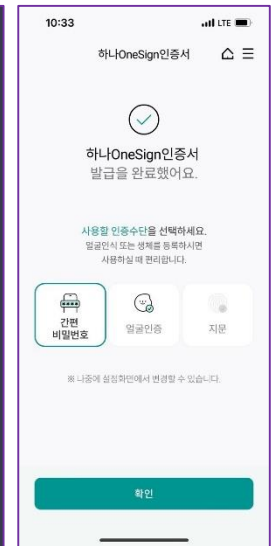 10:33
LTE
하나OneSign인증서
하나OneSign인증서
발급을 완료했어요.
사용할 인증수단을 선택하세요.
얼굴인식 또는 생체를 등록하시면
사용하실 때 편리합니다.
간편
비밀번호
얼굴인증
지문
※ 나중에 설정화면에서 변경할 수 있습니다.
확인